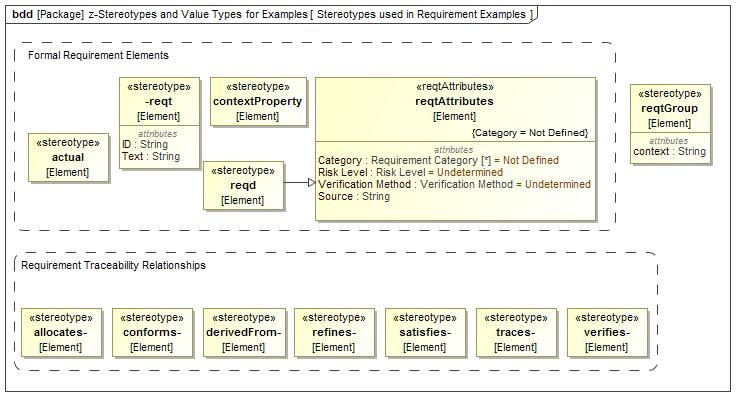 bdd [Package] z-Stereotypes and Value Types for Examples [ Stereotypes used in Requirement Examples ]
Formal Requirement Elements
«stereotype»
actual
[Element]
«stereotype»
-reqt
[Element]
attributes
ID : String
Text : String
«stereotype»
contextProperty
[Element]
«stereotype»
reqd
[Element]
«reqtAttributes»
reqtAttributes
[Element]
{Category = Not Defined}
attributes
Category : Requirement Category [*] = Not Defined
Risk Level : Risk Level = Undetermined
Verification Method : Verification Method = Undetermined
Source : String
«stereotype»
reqtGroup
[Element]
attributes
context : String
Requirement Traceability Relationships
«stereotype»
allocates-
[Element]
«stereotype»
conforms-
[Element]
«stereotype»
derivedFrom-
[Element]
«stereotype»
refines-
[Element]
«stereotype»
satisfies-
[Element]
«stereotype»
traces-
[Element]
«stereotype»
verifies-
[Element]